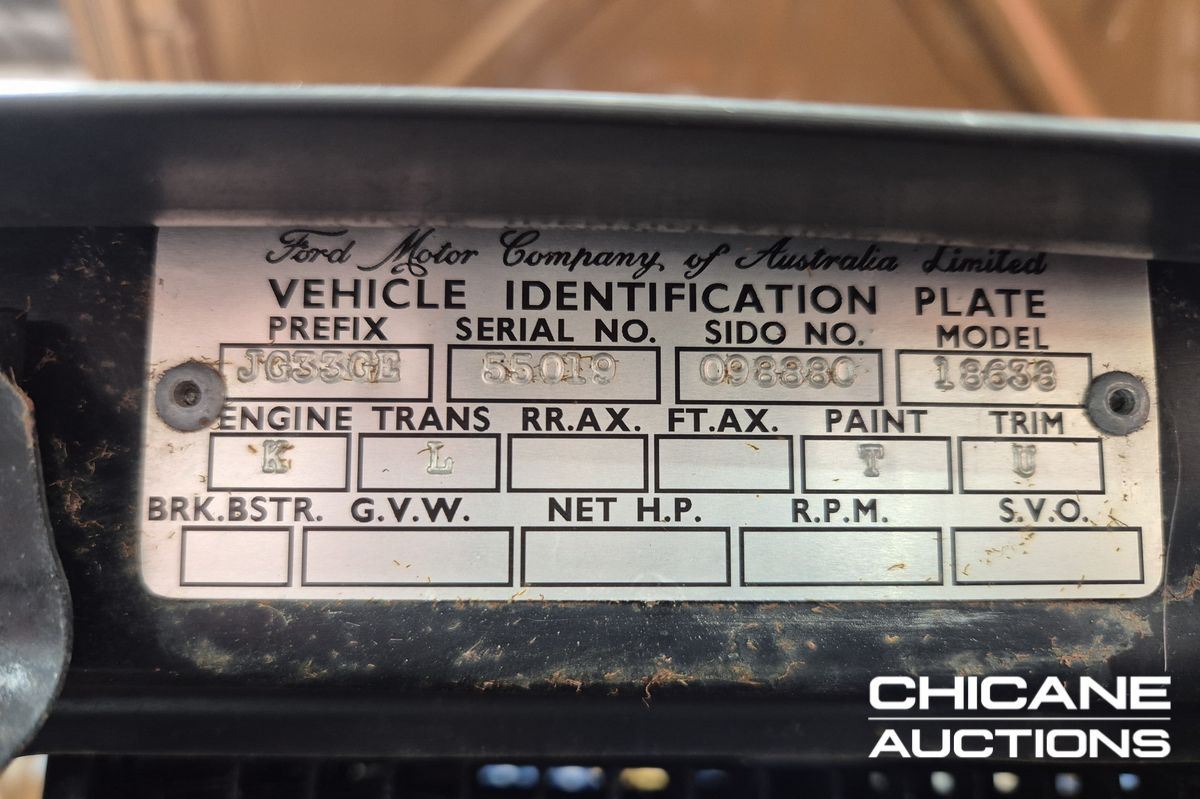 Ford Motor Company of Australia Limited
VEHICLE IDENTIFICATION PLATE
PREFIX SERIAL NO. SIDO NO. MODEL
JG33GE 55019 098880 18638
ENGINE TRANS RR.AX. FT.AX. PAINT TRIM
K L T U
BRK.BSTR. G.V.W. NET H.P. R.P.M. S.V.O.
CHICANE
AUCTIONS